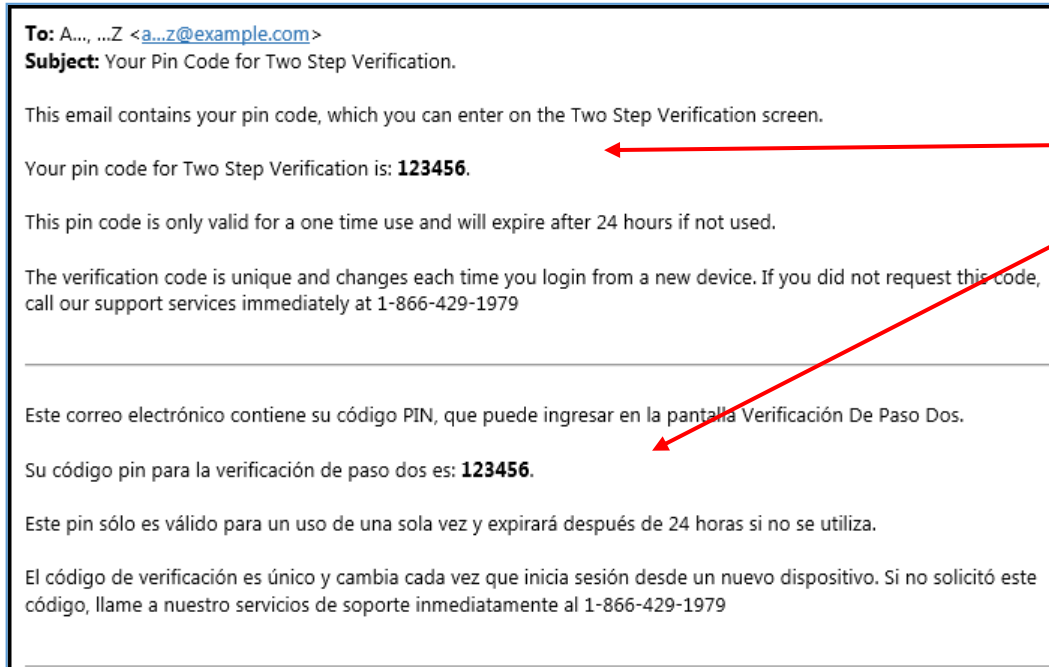 To: A..., ...Z <a...z@example.com>
Subject: Your Pin Code for Two Step Verification.
This email contains your pin code, which you can enter on the Two Step Verification screen.
Your pin code for Two Step Verification is: 123456.
This pin code is only valid for a one time use and will expire after 24 hours if not used.
The verification code is unique and changes each time you login from a new device. If you did not request this code,
call our support services immediately at 1-866-429-1979
Este correo electrónico contiene su código PIN, que puede ingresar en la pantalla Verificación De Paso Dos.
Su código pin para la verificación de paso dos es: 123456.
Este pin sólo es válido para un uso de una sola vez y expirará después de 24 horas si no se utiliza.
El código de verificación es único y cambia cada vez que inicia sesión desde un nuevo dispositivo. Si no solicitó este
código, llame a nuestro servicios de soporte inmediatamente al 1-866-429-1979